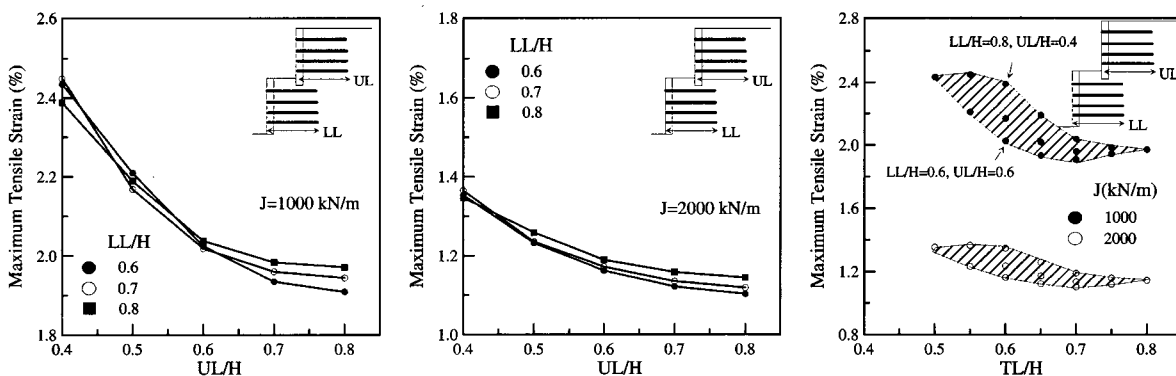 Maximum Tensile Strain (%)
2.6
2.4
2.2
2.0
1.8
0.4 0.5 0.6 0.7 0.8
UL/H
UL
LL
J=1000 kN/m
LL/H
0.6
0.7
0.8
Maximum Tensile Strain (%)
1.8
1.6
1.4
1.2
1.0
0.4 0.5 0.6 0.7 0.8
UL/H
LL/H
0.6
0.7
0.8
UL
LL
J=2000 kN/m
Maximum Tensile Strain (%)
2.8
2.4
2.0
1.6
1.2
0.8
0.4 0.5 0.6 0.7 0.8
TL/H
LL/H=0.8, UL/H=0.4
UL
LL
LL/H=0.6, UL/H=0.6
J(kN/m)
1000
2000